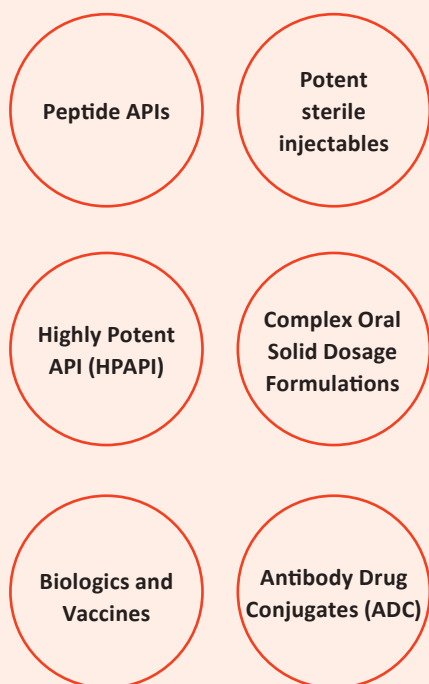 Peptide APIs
Potent
sterile
injectables
Highly Potent
API (HPAPI)
Complex Oral
Solid Dosage
Formulations
Biologics and
Vaccines
Antibody Drug
Conjugates (ADC)